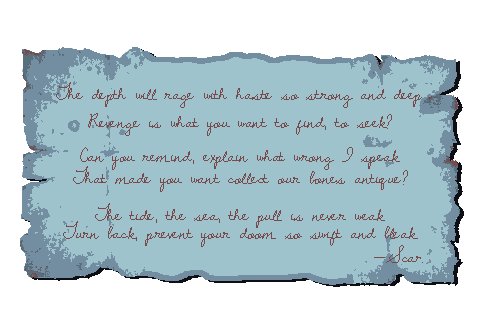 The depth will rage with haste so strong and deep
Revenge is what you want to find, to seek?
Can you remind, explain what wrong I speak
That made you want collect our bones antique?
The tide, the sea, the pull is never weak
Turn back, prevent your doom so swift and bleak
—Scar